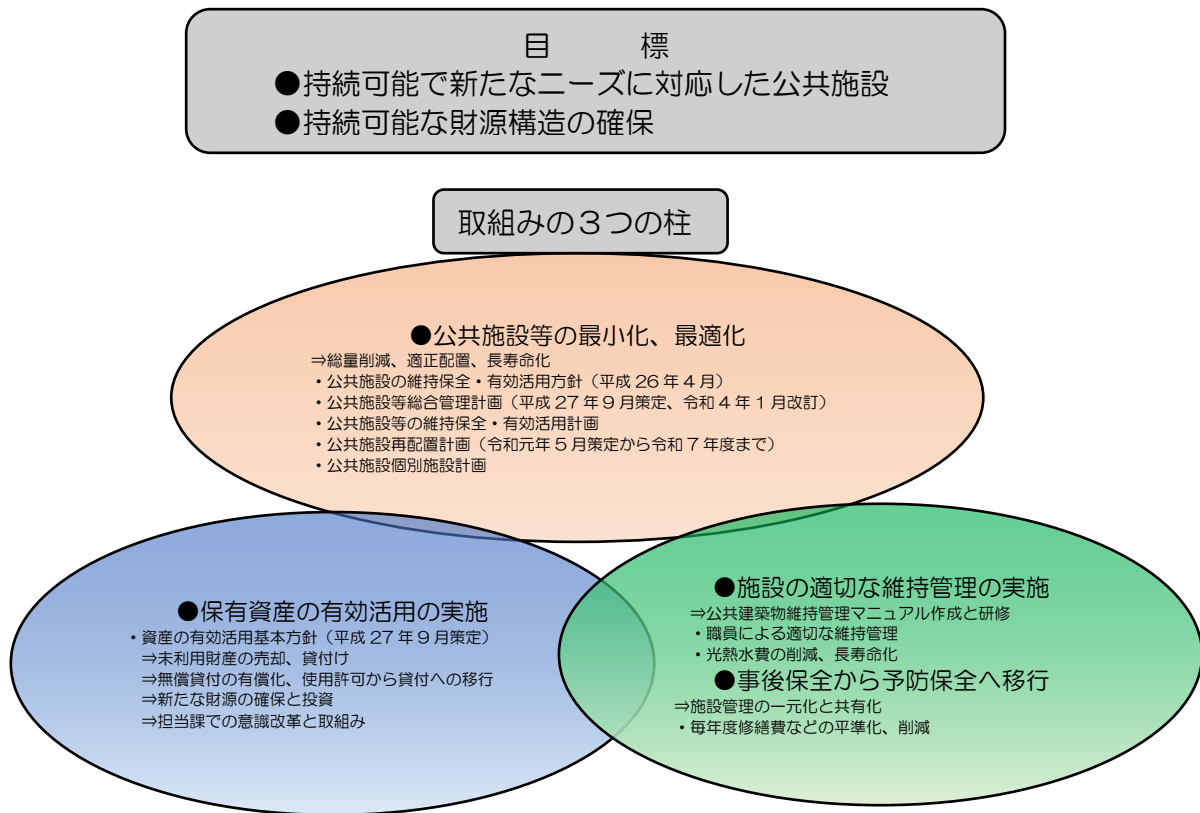 目　　標
●持続可能で新たなニーズに対応した公共施設
●持続可能な財源構造の確保
取組みの３つの柱
●公共施設等の最小化、最適化
⇒総量削減、適正配置、長寿命化
・公共施設の維持保全・有効活用方針（平成 26 年 4 月）
・公共施設等総合管理計画（平成 27 年 9 月策定、令和 4 年 1 月改訂）
・公共施設等の維持保全・有効活用計画
・公共施設再配置計画（令和元年 5 月策定から令和 7 年度まで）
・公共施設個別施設計画
●保有資産の有効活用の実施
・資産の有効活用基本方針（平成 27 年 9 月策定）
⇒未利用財産の売却、貸付け
⇒無償貸付の有償化、使用許可から貸付への移行
⇒新たな財源の確保と投資
⇒担当課での意識改革と取組み
●施設の適切な維持管理の実施
⇒公共建築物維持管理マニュアル作成と研修
・職員による適切な維持管理
・光熱水費の削減、長寿命化
●事後保全から予防保全へ移行
⇒施設管理の一元化と共有化
・毎年度修繕費などの平準化、削減